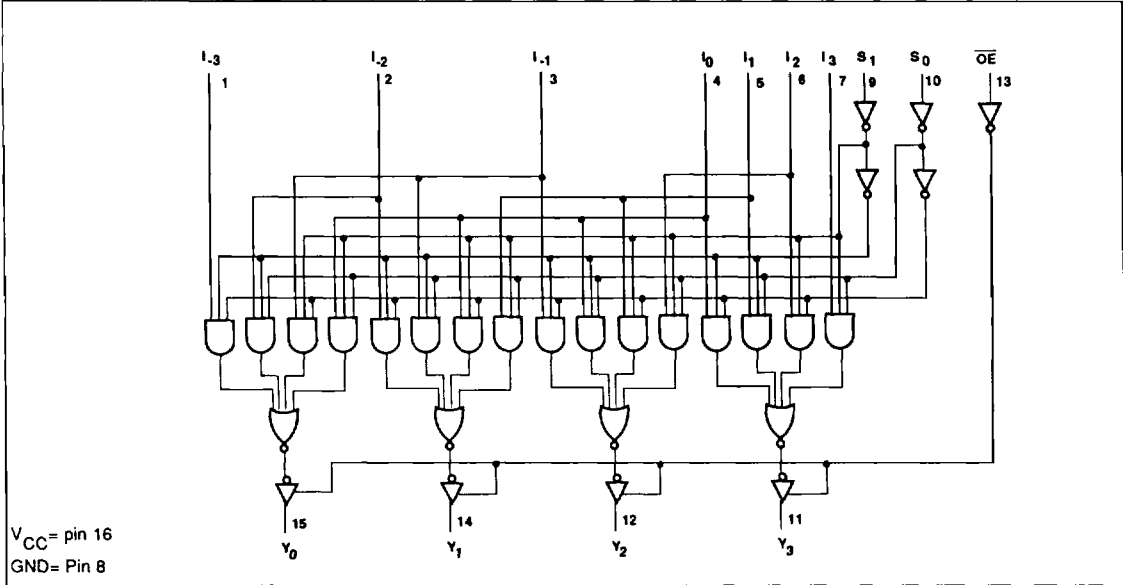 I-3 I-2 I-1 I0 I1 I2 I3 S1 S0 OE
1 2 3 4 5 6 7 9 10 13
15 14 12 11
Y0 Y1 Y2 Y3
VCC= pin 16
GND= Pin 8